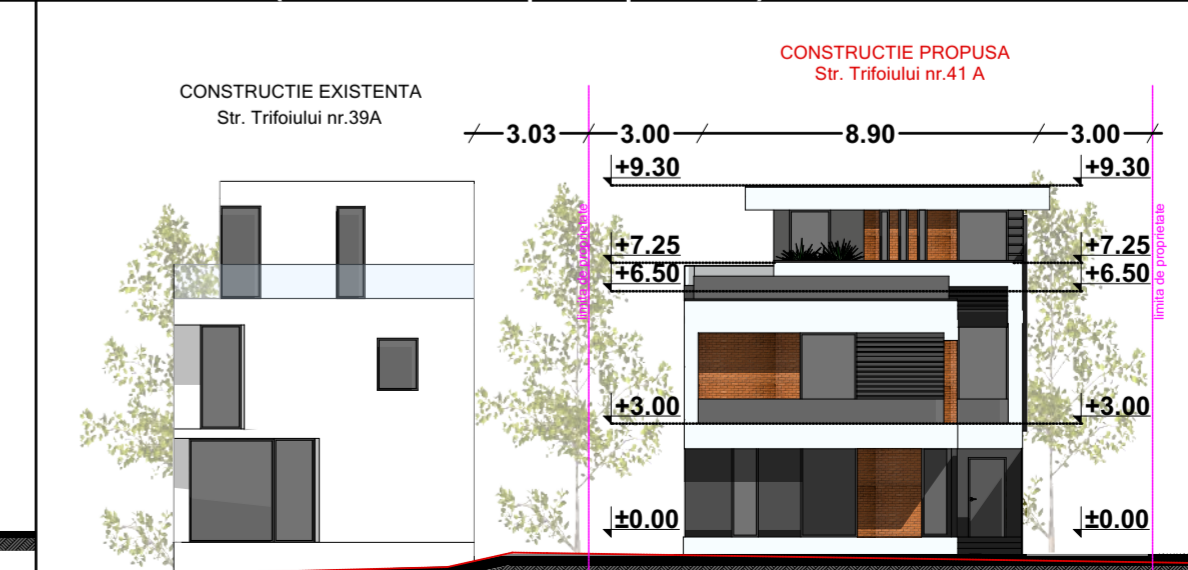 CONSTRUCTIE PROPUSA
Str. Trifoiului nr.41 A
CONSTRUCTIE EXISTENTA
Str. Trifoiului nr.39A
3.03 3.00 8.90 3.00
+9.30 +9.30
limita de proprietate limita de proprietate
+7.25 +7.25
+6.50 +6.50
+3.00 +3.00
±0.00 ±0.00